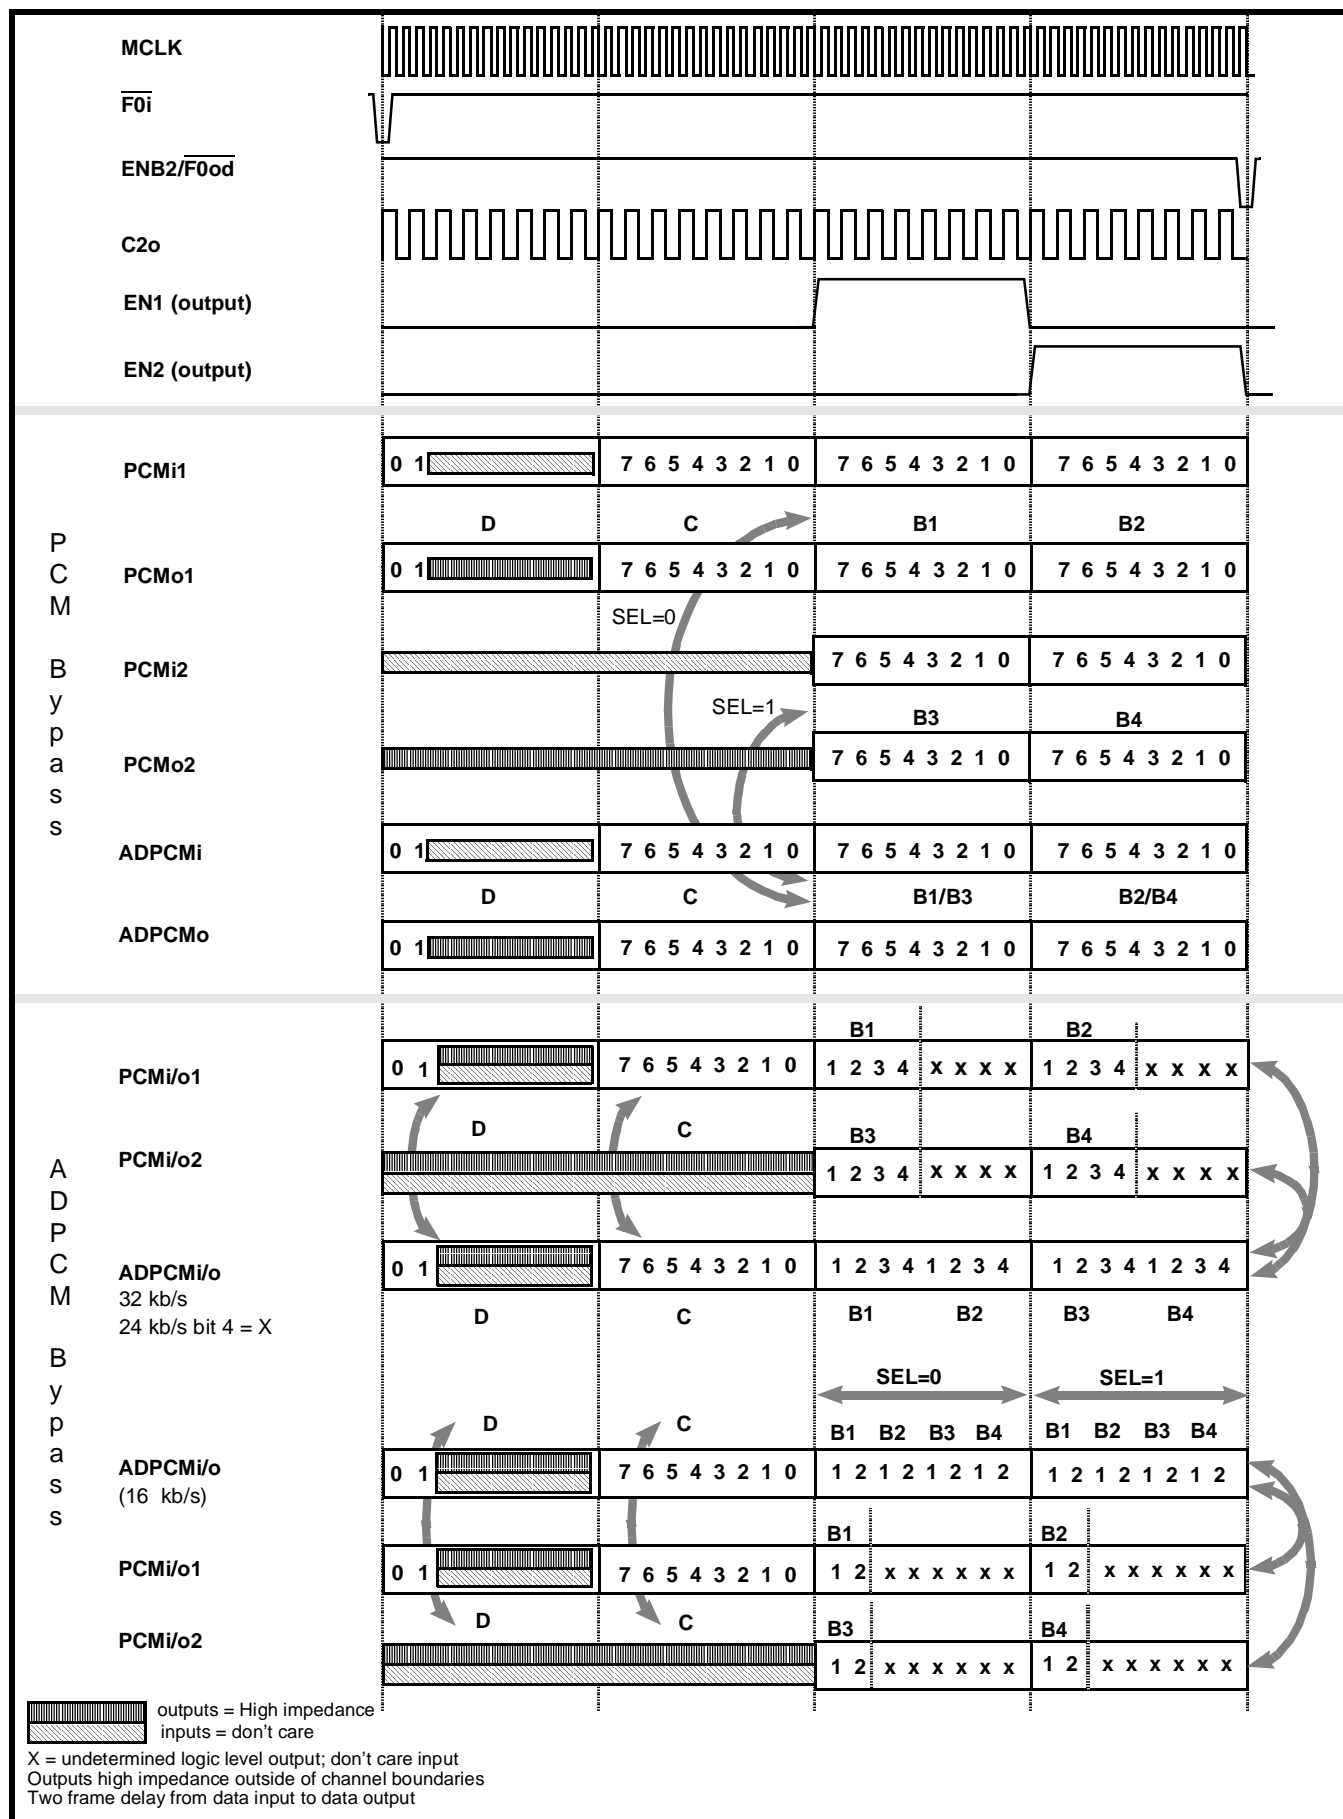 MCLK
F0i
ENB2/F0od
C2o
EN1 (output)
EN2 (output)
PCM Bypass
PCMi1
0 1 7 6 5 4 3 2 1 0 7 6 5 4 3 2 1 0 7 6 5 4 3 2 1 0
D C B1 B2
PCMo1
0 1 7 6 5 4 3 2 1 0 7 6 5 4 3 2 1 0 7 6 5 4 3 2 1 0
SEL=0
PCMi2
7 6 5 4 3 2 1 0 7 6 5 4 3 2 1 0
SEL=1
B3 B4
PCMo2
7 6 5 4 3 2 1 0 7 6 5 4 3 2 1 0
ADPCMi
0 1 7 6 5 4 3 2 1 0 7 6 5 4 3 2 1 0 7 6 5 4 3 2 1 0
D C B1/B3 B2/B4
ADPCMo
0 1 7 6 5 4 3 2 1 0 7 6 5 4 3 2 1 0 7 6 5 4 3 2 1 0
ADPCM Bypass
B1 B2
PCMi/o1
0 1 7 6 5 4 3 2 1 0 1 2 3 4 x x x x 1 2 3 4 x x x x
D C B3 B4
PCMi/o2
1 2 3 4 x x x x 1 2 3 4 x x x x
ADPCMi/o
0 1 7 6 5 4 3 2 1 0 1 2 3 4 1 2 3 4 1 2 3 4 1 2 3 4
32 kb/s
24 kb/s bit 4 = X
D C B1 B2 B3 B4
SEL=0 SEL=1
D C B1 B2 B3 B4 B1 B2 B3 B4
ADPCMi/o
0 1 7 6 5 4 3 2 1 0 1 2 1 2 1 2 1 2 1 2 1 2 1 2 1 2
(16 kb/s)
B1 B2
PCMi/o1
0 1 7 6 5 4 3 2 1 0 1 2 x x x x x x 1 2 x x x x x x
D C B3 B4
PCMi/o2
1 2 x x x x x x 1 2 x x x x x x
outputs = High impedance
inputs = don't care
X = undetermined logic level output; don't care input
Outputs high impedance outside of channel boundaries
Two frame delay from data input to data output